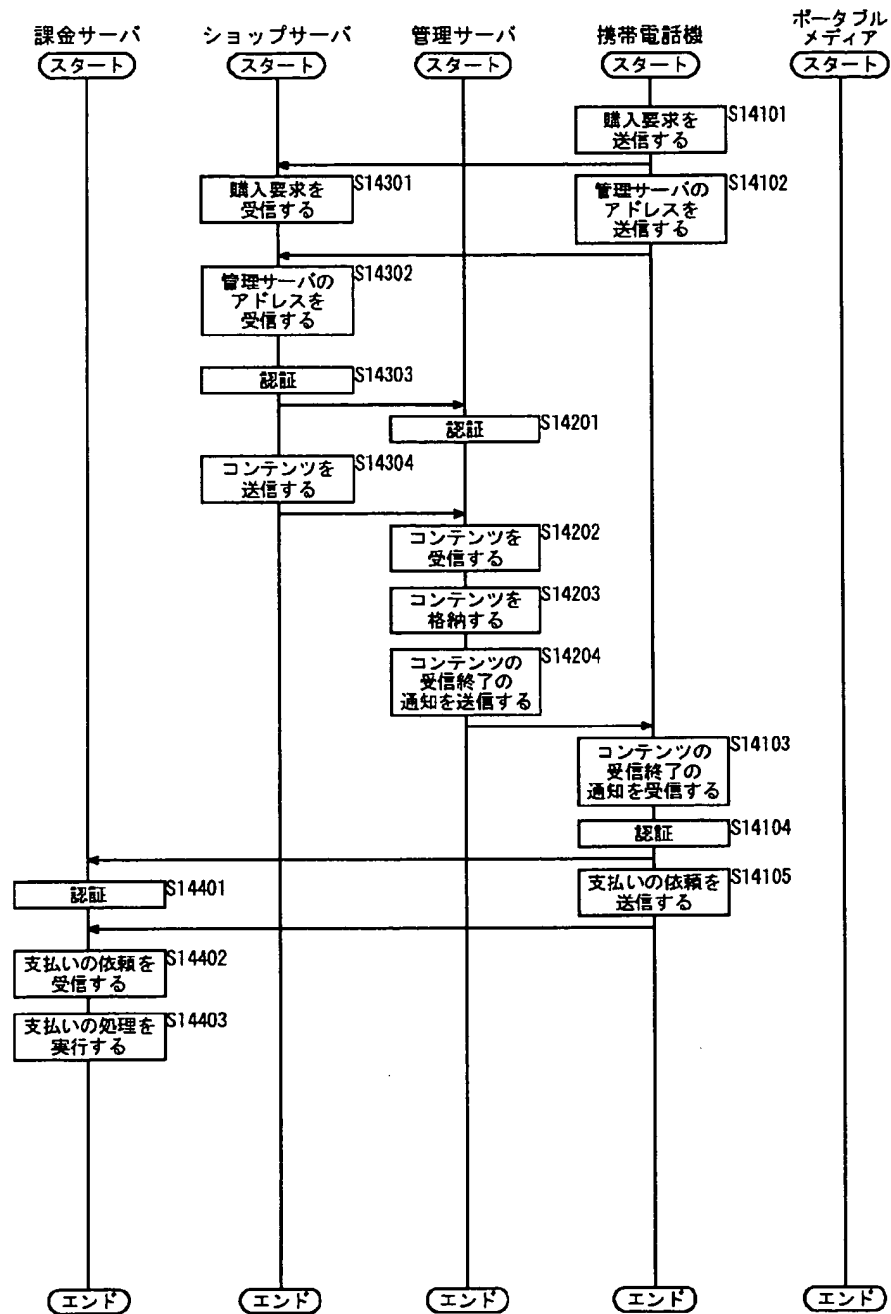 課金サーバ
ショップサーバ
管理サーバ
携帯電話機
ポータブル
メディア
スタート
スタート
スタート
スタート
スタート
購入要求を
送信する
S14101
購入要求を
受信する
S14301
管理サーバの
アドレスを
送信する
S14102
管理サーバの
アドレスを
受信する
S14302
認証
S14303
認証
S14201
コンテンツを
送信する
S14304
コンテンツを
受信する
S14202
コンテンツを
格納する
S14203
コンテンツの
受信終了の
通知を送信する
S14204
コンテンツの
受信終了の
通知を受信する
S14103
認証
S14104
認証
S14401
支払いの依頼を
送信する
S14105
支払いの依頼を
受信する
S14402
支払いの処理を
実行する
S14403
エンド
エンド
エンド
エンド
エンド